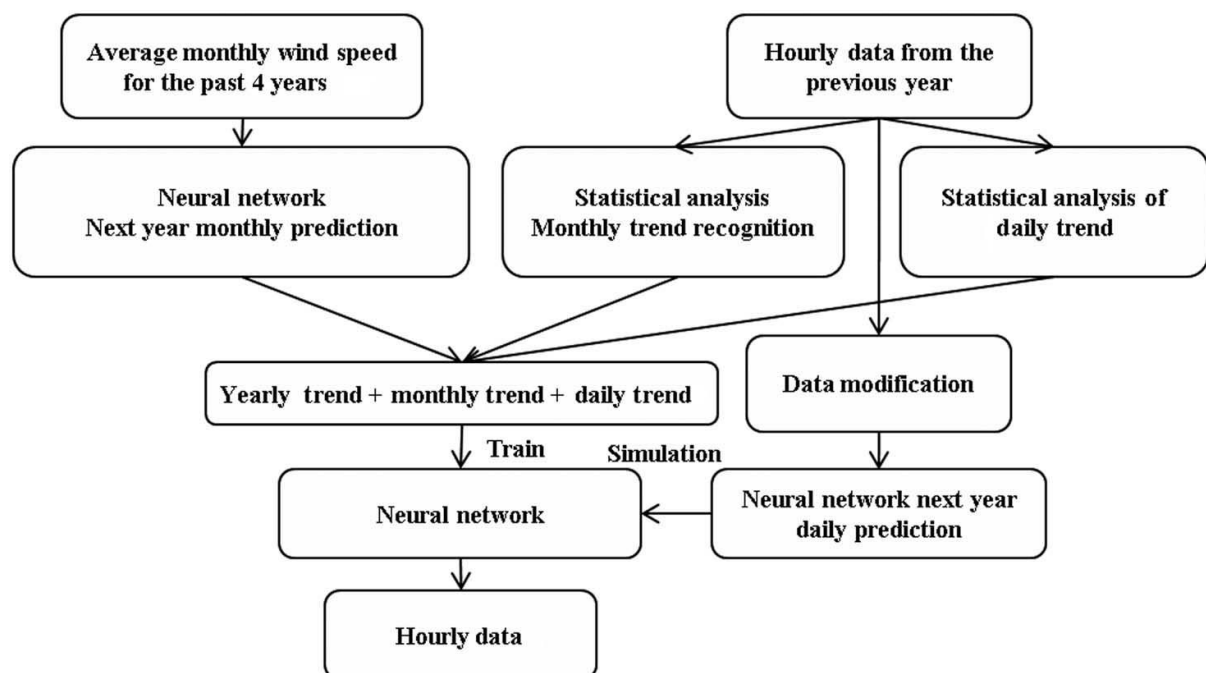 Average monthly wind speed
for the past 4 years
Hourly data from the
previous year
Neural network
Next year monthly prediction
Statistical analysis
Monthly trend recognition
Statistical analysis of
daily trend
Yearly trend + monthly trend + daily trend
Data modification
Train
Simulation
Neural network
Neural network next year
daily prediction
Hourly data